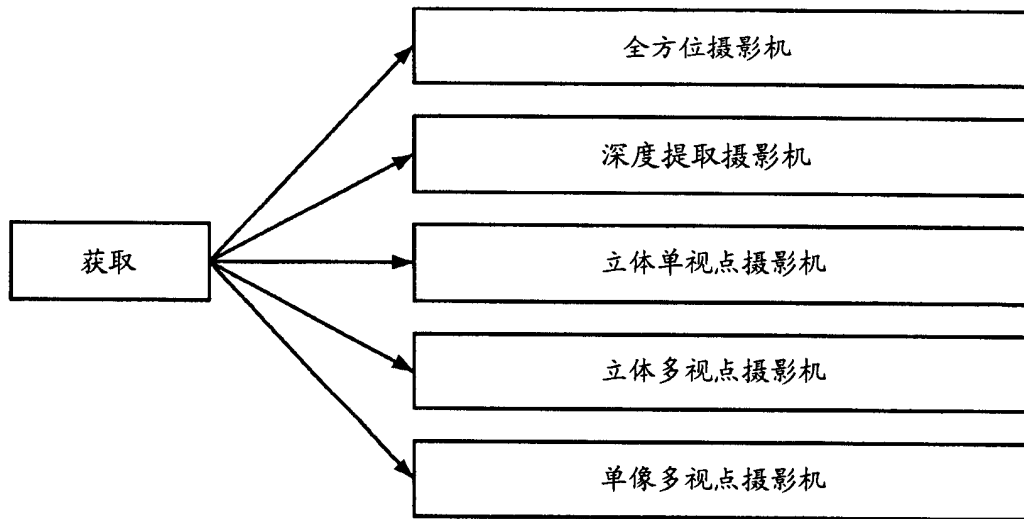 全方位摄影机
深度提取摄影机
获取
立体单视点摄影机
立体多视点摄影机
单像多视点摄影机